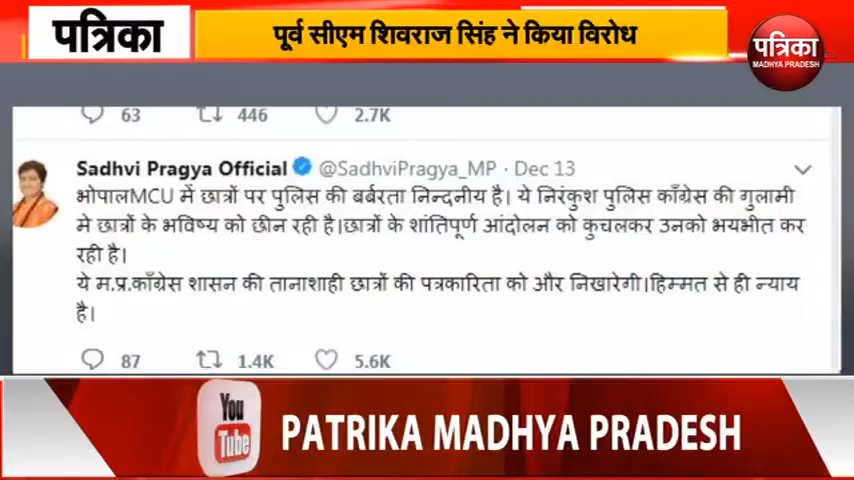 पत्रिका
पूर्व सीएम शिवराज सिंह ने किया विरोध
पत्रिका
MADHYA PRADESH
63 446 2.7K
Sadhvi Pragya Official @SadhviPragya_MP · Dec 13
भोपालMCU में छात्रों पर पुलिस की बर्बरता निन्दनीय है। ये निरंकुश पुलिस काँग्रेस की गुलामी
मे छात्रों के भविष्य को छीन रही है।छात्रों के शांतिपूर्ण आंदोलन को कुचलकर उनको भयभीत कर
रही है।
ये म.प्र.काँग्रेस शासन की तानाशाही छात्रों की पत्रकारिता को और निखारेगी।हिम्मत से ही न्याय
है।
87 1.4K 5.6K
You
Tube
PATRIKA MADHYA PRADESH